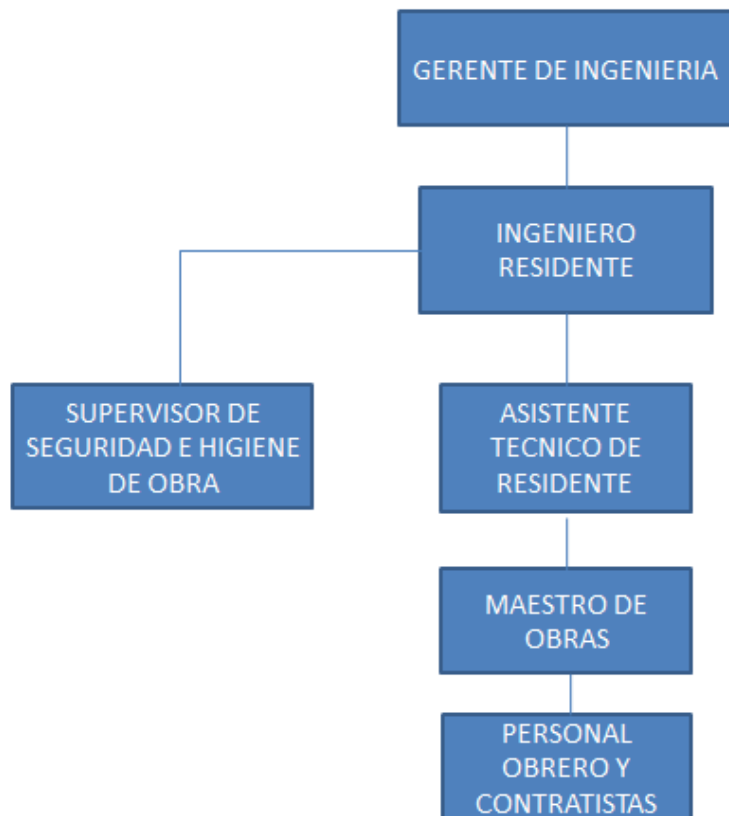 GERENTE DE INGENIERIA
INGENIERO
RESIDENTE
SUPERVISOR DE
SEGURIDAD E HIGIENE
DE OBRA
ASISTENTE
TECNICO DE
RESIDENTE
MAESTRO DE
OBRAS
PERSONAL
OBRERO Y
CONTRATISTAS